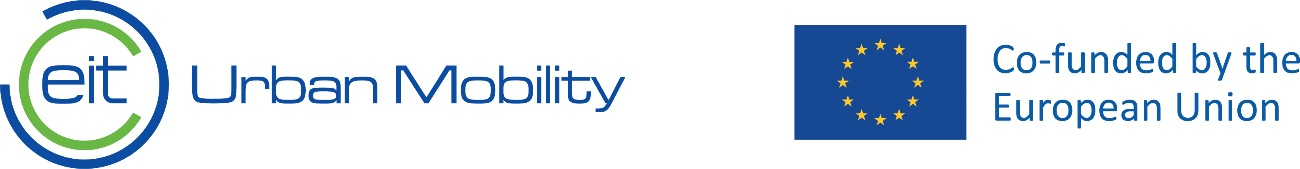 eit Urban Mobility
Co-funded by the
European Union